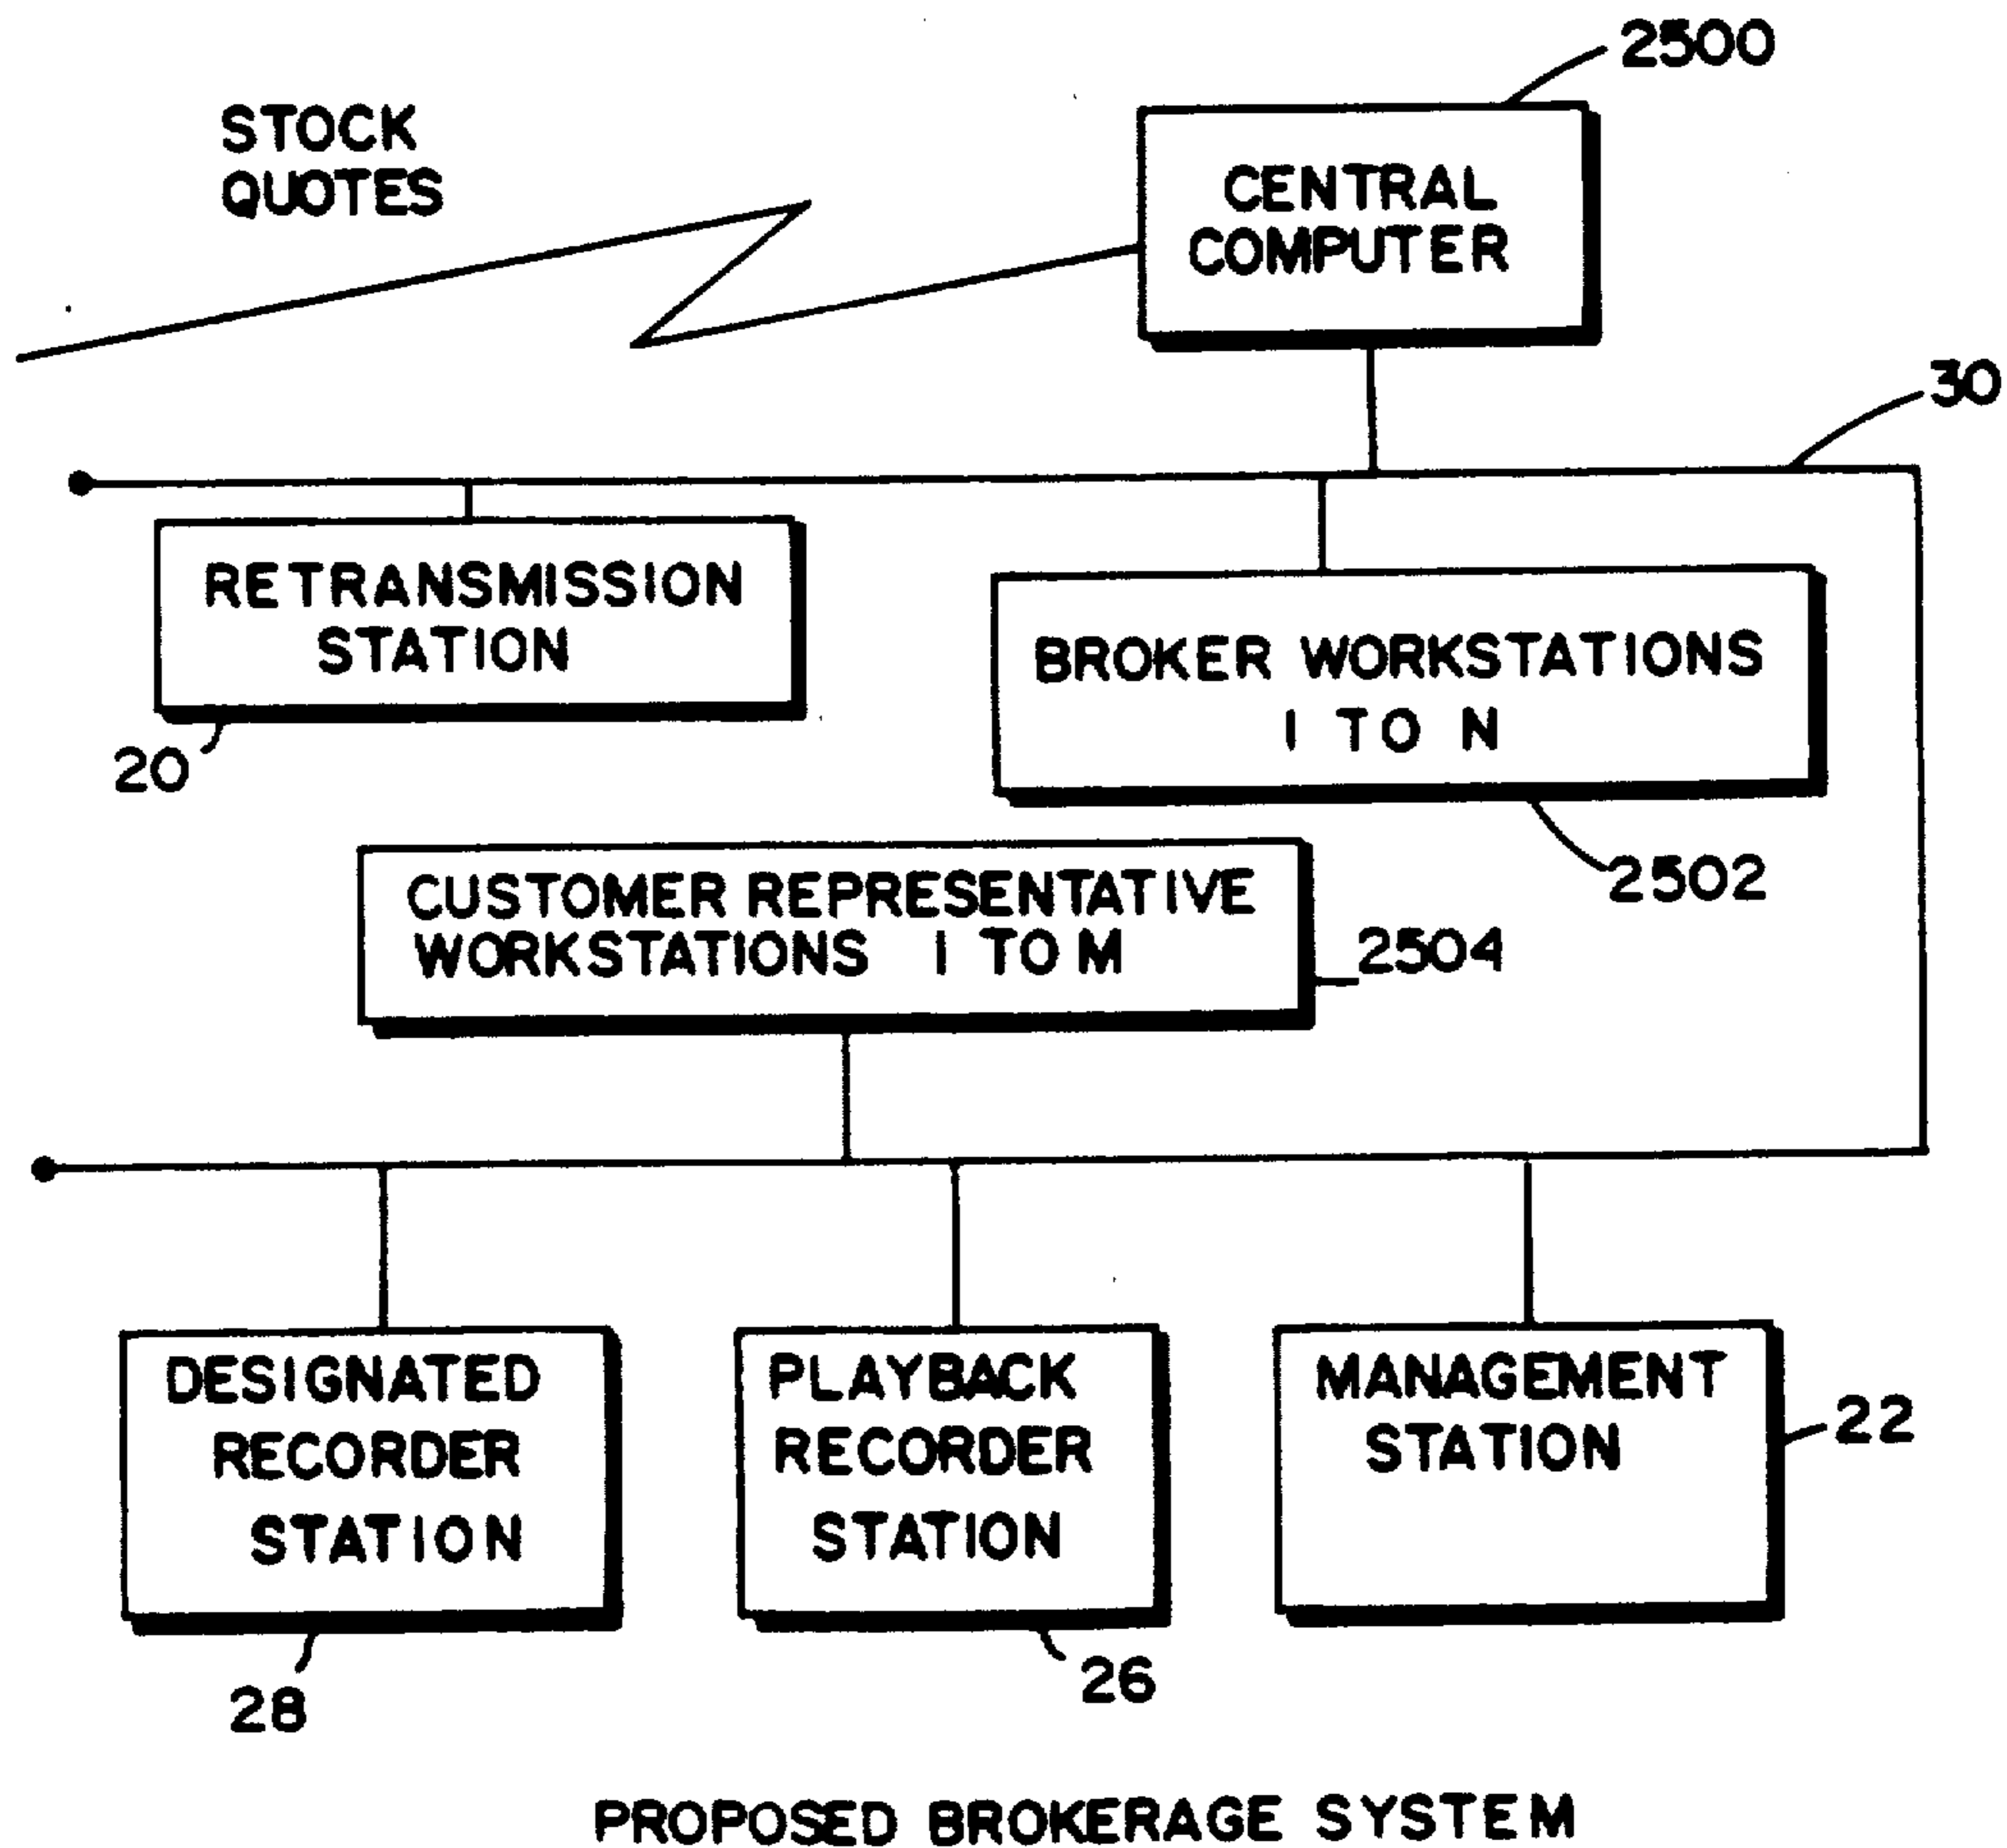 2500
STOCK
QUOTES
CENTRAL
COMPUTER
30
RETRANSMISSION
STATION
20
BROKER WORKSTATIONS
1 TO N
2502
CUSTOMER REPRESENTATIVE
WORKSTATIONS 1 TO M
2504
DESIGNATED
RECORDER
STATION
28
PLAYBACK
RECORDER
STATION
26
MANAGEMENT
STATION
22
PROPOSED BROKERAGE SYSTEM